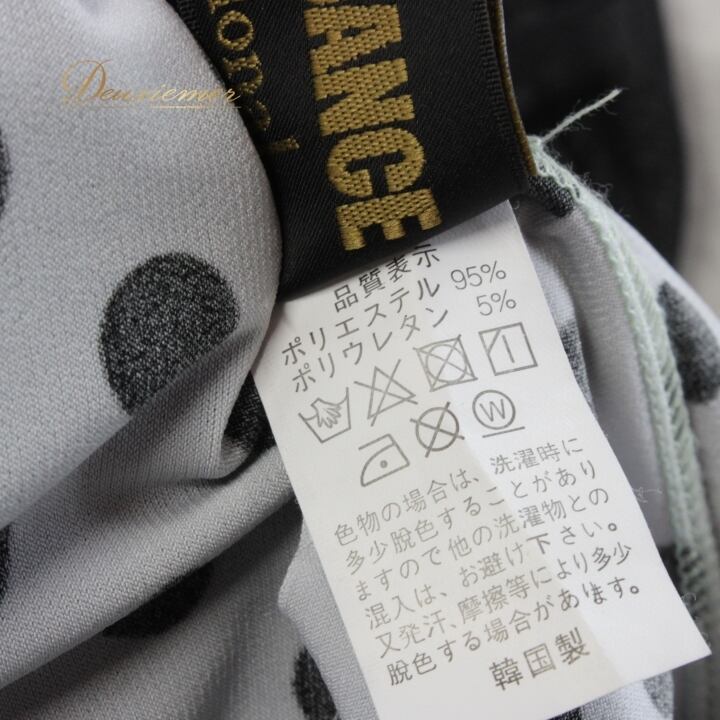 Deuxiemer
LANCE
ional
品質表示
ポリエステル 95%
ポリウレタン 5%
W
色物の場合は、洗濯時に
多少脱色することがあり
ますので他の洗濯物との
混入は、お避け下さい。
又発汗、摩擦等により多少
脱色する場合があります。
韓国製